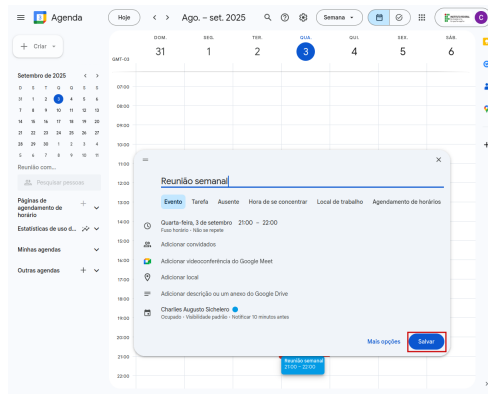 Agenda
Hoje
Ago. – set. 2025
Semana
C
Criar
GMT-03
DOM. SEG. TER. QUA. QUI. SEX. SÁB.
31 1 2 3 4 5 6
Setembro de 2025
D S T Q Q S S
31 1 2 3 4 5 6
7 8 9 10 11 12 13
14 15 16 17 18 19 20
21 22 23 24 25 26 27
28 29 30 1 2 3 4
5 6 7 8 9 10 11
Reunião com...
Pesquisar pessoas
Páginas de
agendamento de
horário
Estatísticas de uso d...
Minhas agendas
Outras agendas
07:00
08:00
09:00
10:00
11:00
12:00
13:00
14:00
15:00
16:00
17:00
18:00
19:00
20:00
21:00
22:00
Reunião semanal
Evento Tarefa Ausente Hora de se concentrar Local de trabalho Agendamento de horários
Quarta-feira, 3 de setembro 21:00 – 22:00
Fuso horário • Não se repete
Adicionar convidados
Adicionar videoconferência do Google Meet
Adicionar local
Adicionar descrição ou um anexo do Google Drive
Charlles Augusto Sichelero
Ocupado • Visibilidade padrão • Notificar 10 minutos antes
Mais opções
Salvar
Reunião semanal
21:00 – 22:00